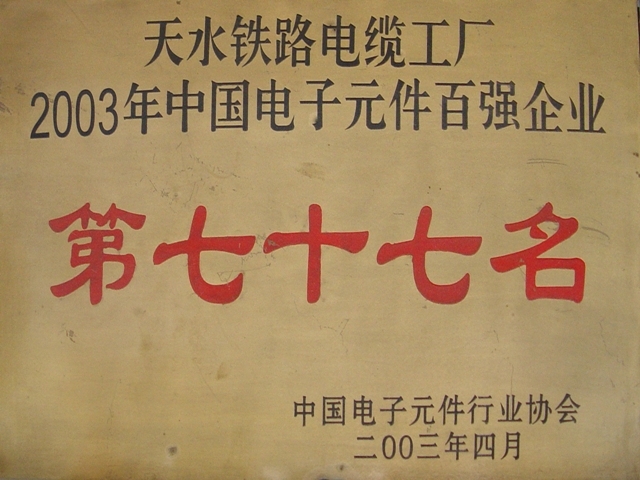 天水铁路电缆工厂
2003年中国电子元件百强企业
第七十七名
中国电子元件行业协会
二00三年四月